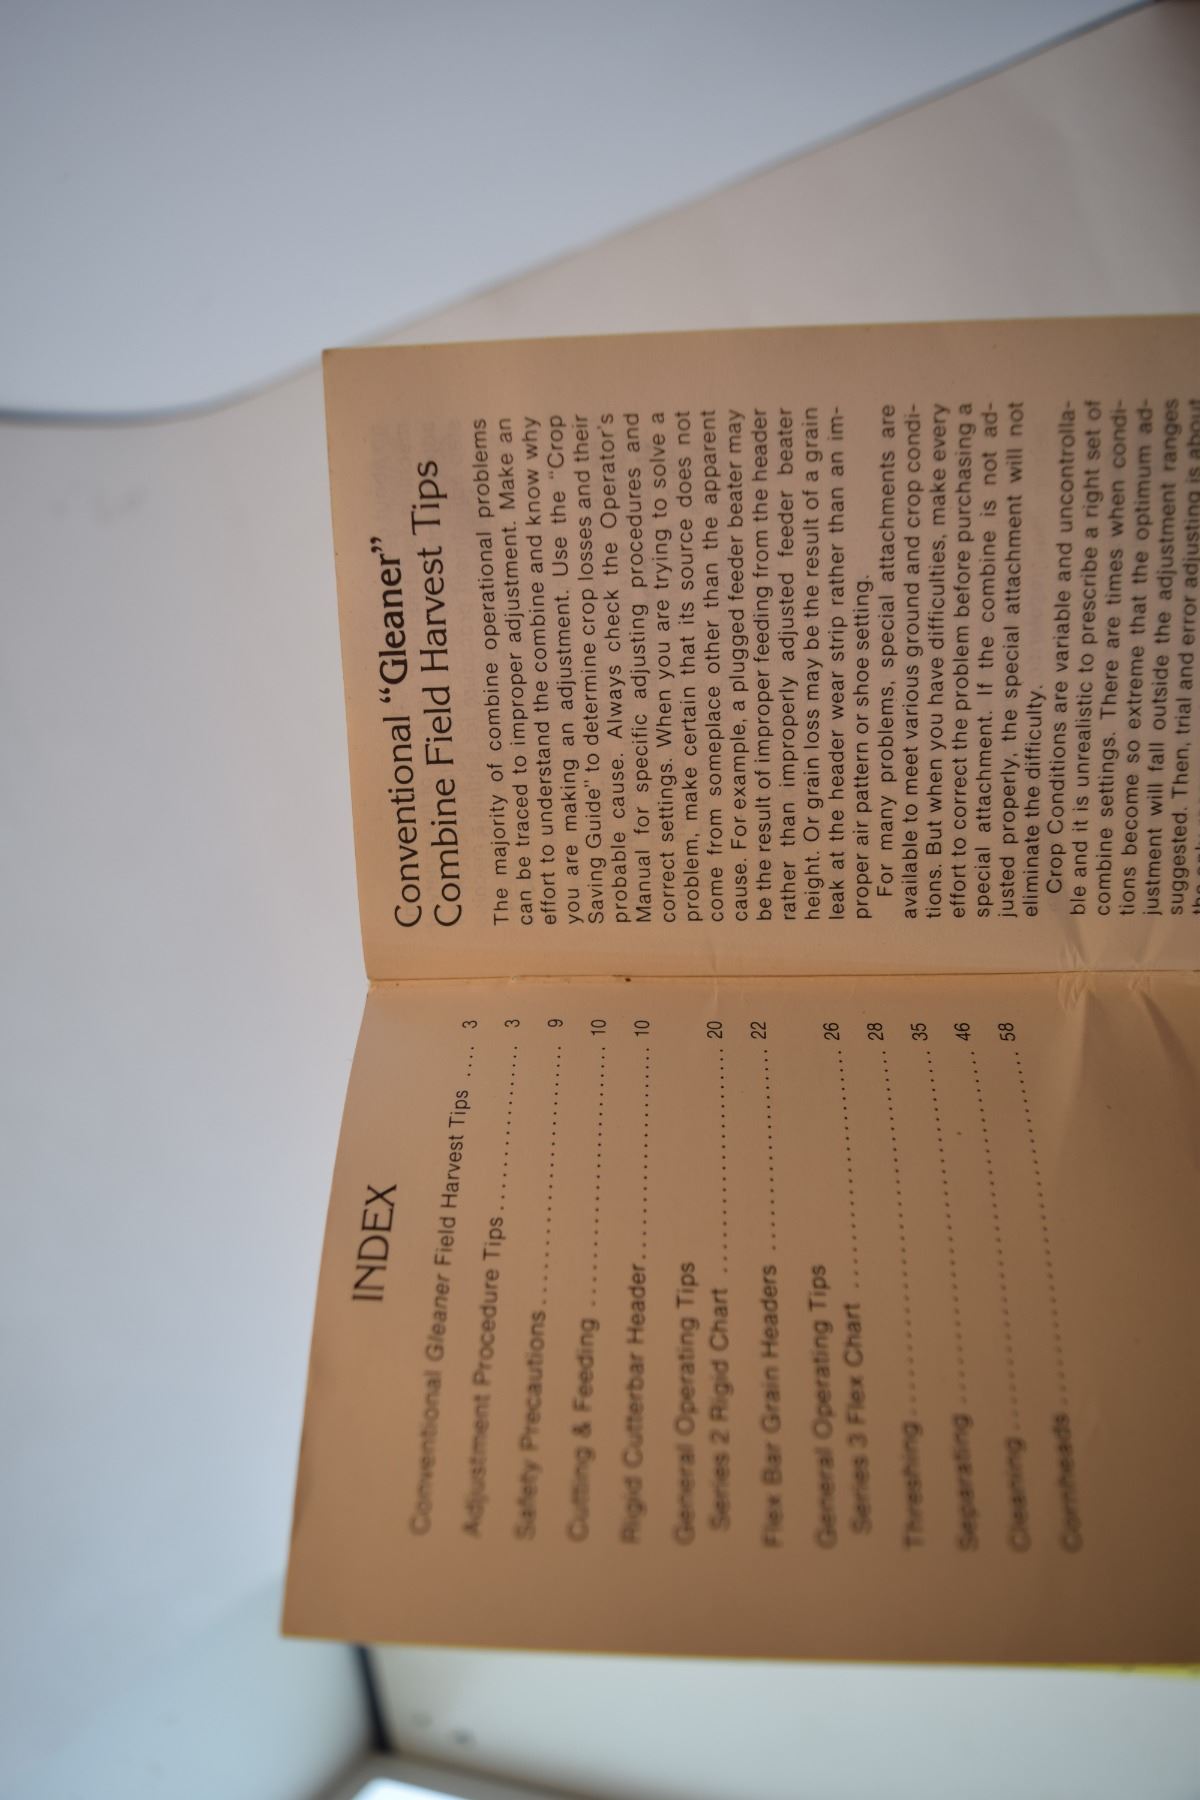 INDEX
Conventional Gleaner Field Harvest Tips .... 3
Adjustment Procedure Tips .............. 3
Safety Precautions ........................ 9
Cutting & Feeding ........................ 10
Rigid Cutterbar Header .................... 10
General Operating Tips
Series 2 Rigid Chart .................... 20
Flex Bar Grain Headers .................... 22
General Operating Tips
Series 3 Flex Chart .................... 26
Threshing .................................. 28
Separating ................................. 35
Cleaning ................................... 46
Cornheads .................................. 58
Conventional “Gleaner”
Combine Field Harvest Tips
The majority of combine operational problems
can be traced to improper adjustment. Make an
effort to understand the combine and know why
you are making an adjustment. Use the “Crop
Saving Guide” to determine crop losses and their
probable cause. Always check the Operator's
Manual for specific adjusting procedures and
correct settings. When you are trying to solve a
problem, make certain that its source does not
come from someplace other than the apparent
cause. For example, a plugged feeder beater may
be the result of improper feeding from the header
rather than improperly adjusted feeder beater
height. Or grain loss may be the result of a grain
leak at the header wear strip rather than an im-
proper air pattern or shoe setting.
For many problems, special attachments are
available to meet various ground and crop condi-
tions. But when you have difficulties, make every
effort to correct the problem before purchasing a
special attachment. If the combine is not ad-
justed properly, the special attachment will not
eliminate the difficulty.
Crop Conditions are variable and uncontrolla-
ble and it is unrealistic to prescribe a right set of
combine settings. There are times when condi-
tions become so extreme that the optimum ad-
justment will fall outside the adjustment ranges
suggested. Then, trial and error adjusting is about